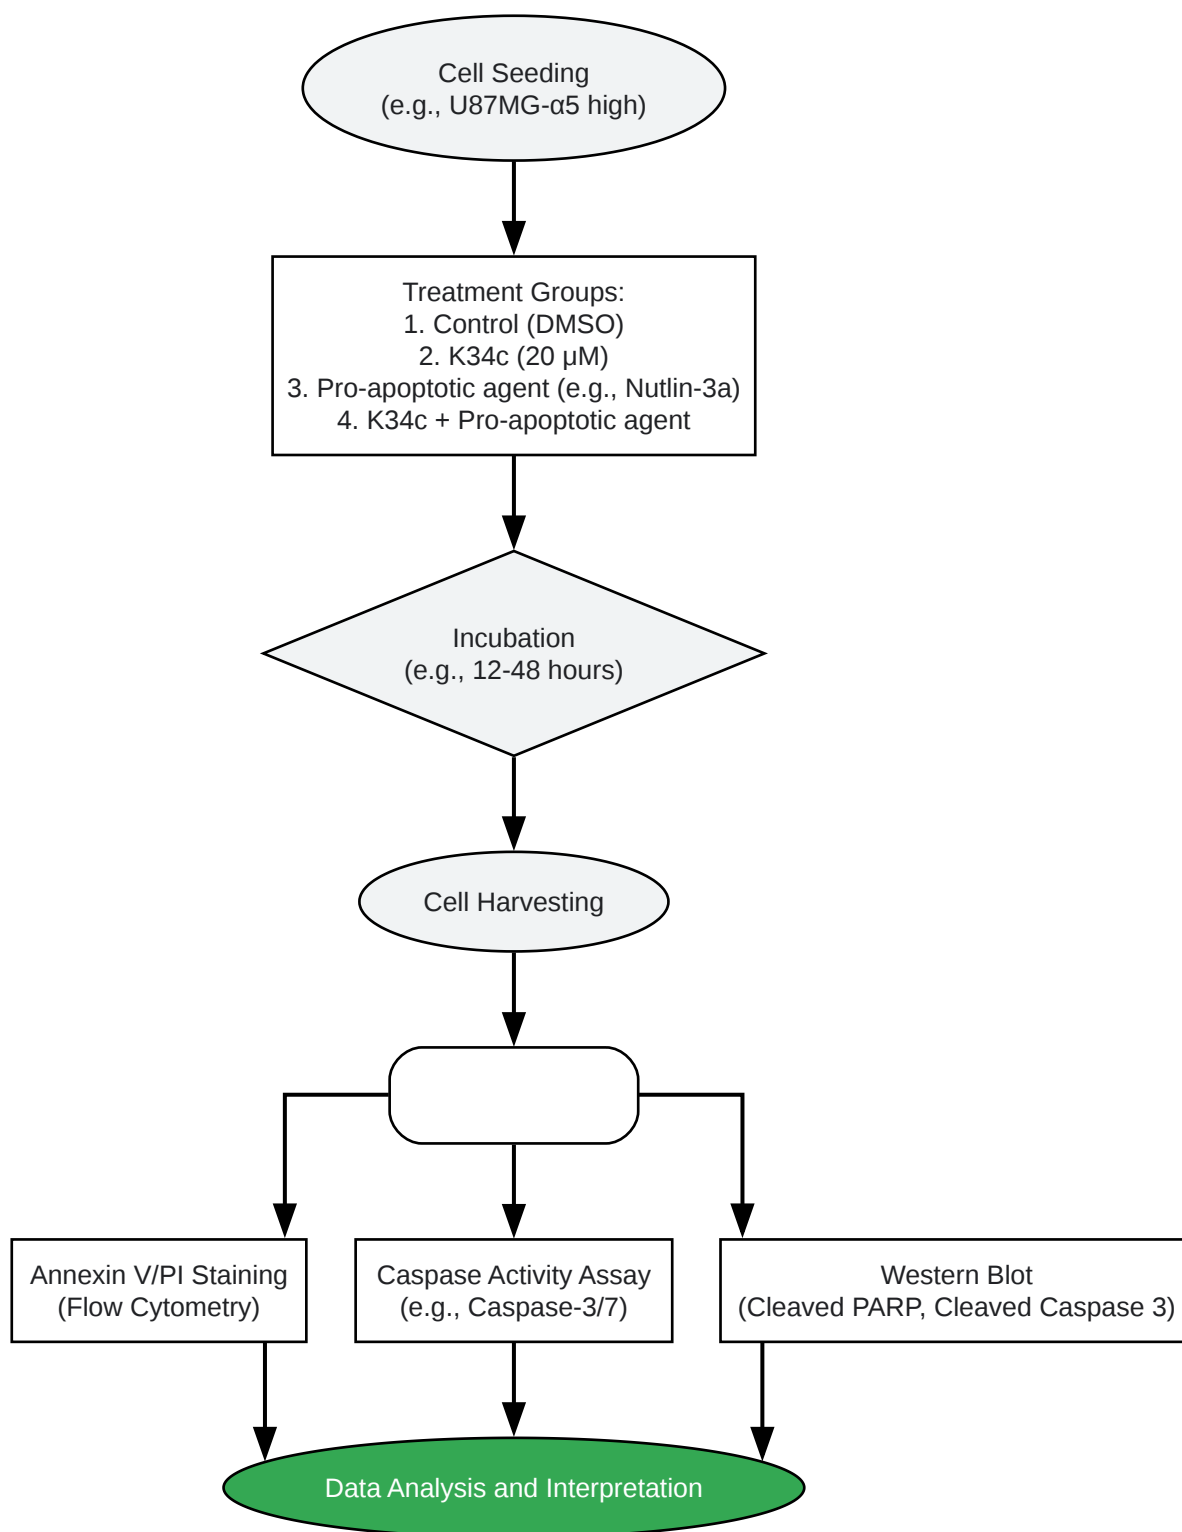 Cell Seeding
(e.g., U87MG-α5 high)
Treatment Groups:
1. Control (DMSO)
2. K34c (20 μM)
3. Pro-apoptotic agent (e.g., Nutlin-3a)
4. K34c + Pro-apoptotic agent
Incubation
(e.g., 12-48 hours)
Cell Harvesting
Annexin V/PI Staining
(Flow Cytometry)
Caspase Activity Assay
(e.g., Caspase-3/7)
Western Blot
(Cleaved PARP, Cleaved Caspase 3)
Data Analysis and Interpretation